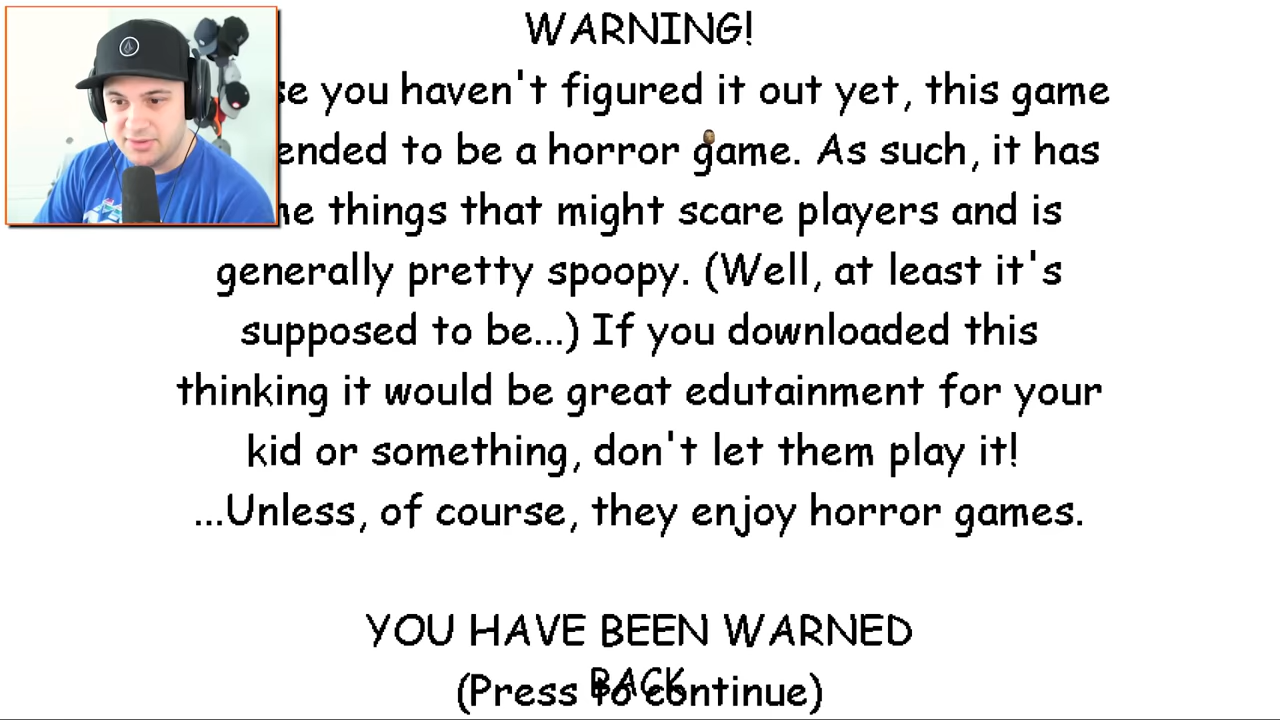 WARNING!
se you haven't figured it out yet, this game
ended to be a horror game. As such, it has
me things that might scare players and is
generally pretty spoopy. (Well, at least it's
supposed to be...) If you downloaded this
thinking it would be great edutainment for your
kid or something, don't let them play it!
...Unless, of course, they enjoy horror games.
YOU HAVE BEEN WARNED
BACK
(Press to continue)